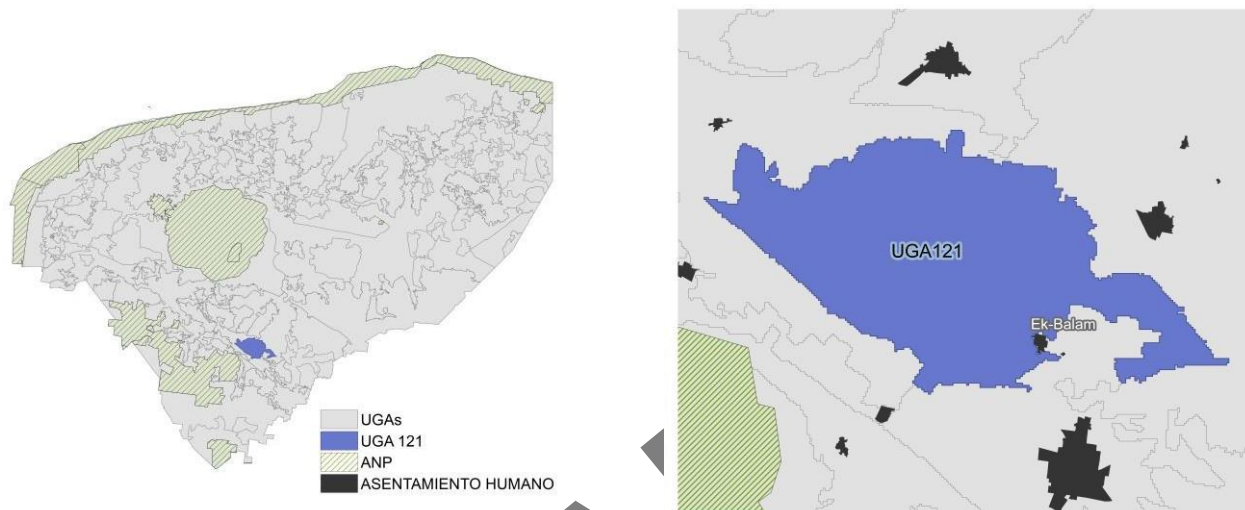 UGAs
UGA 121
ANP
ASENTAMIENTO HUMANO
UGA121
Ek-Balam